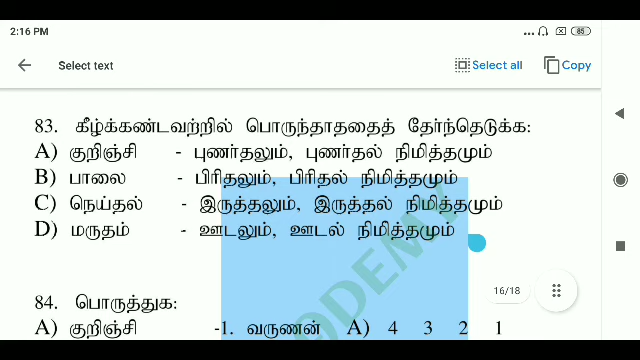 2:16 PM ... 85
Select text Select all Copy
83. கீழ்க்கண்டவற்றில் பொருந்தாததைத் தேர்ந்தெடுக்க:
A) குறிஞ்சி - புணர்தலும், புணர்தல் நிமித்தமும்
B) பாலை - பிரிதலும், பிரிதல் நிமித்தமும்
C) நெய்தல் - இருத்தலும், இருத்தல் நிமித்தமும்
D) மருதம் - ஊடலும், ஊடல் நிமித்தமும்
16/18
84. பொருத்துக:
A) குறிஞ்சி -1. வருணன் A) 4 3 2 1